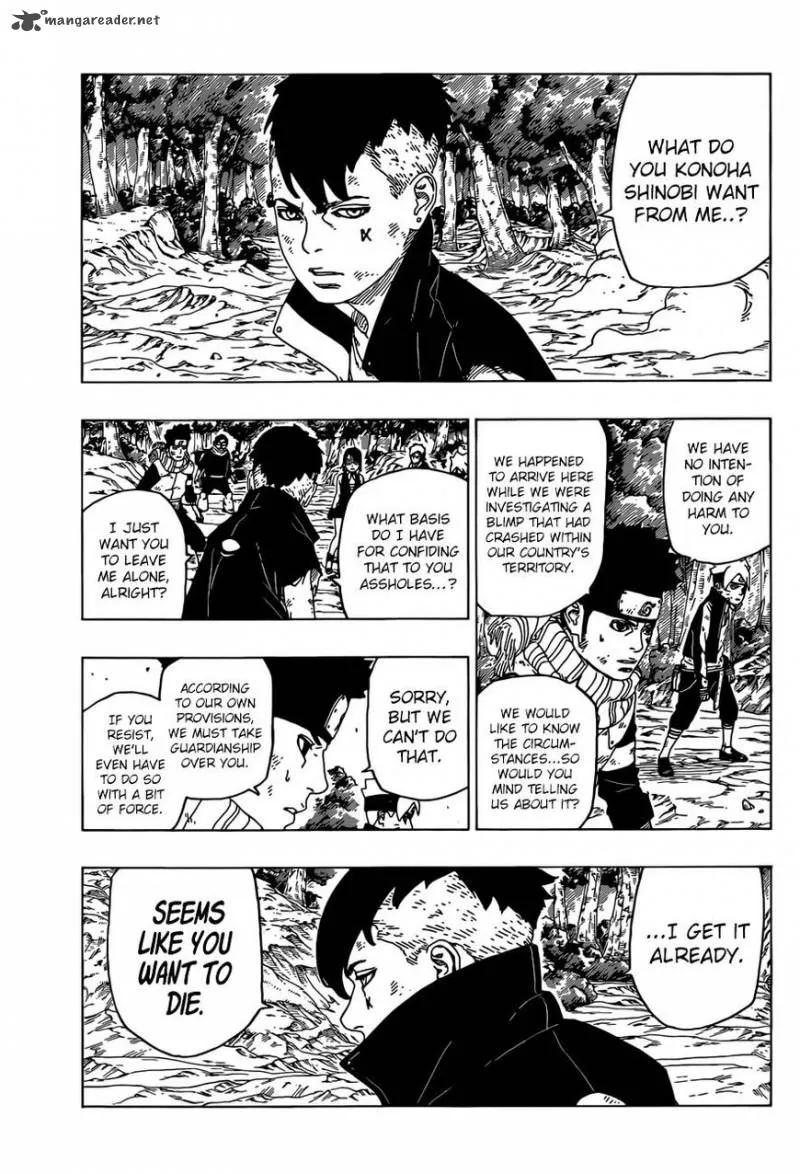 mangareader.net
WHAT DO
YOU KONOHA
SHINOBI WANT
FROM ME..?
K
WE HAVE
NO INTEN-
TION OF
DOING ANY
HARM TO
YOU.
WE HAPPENED
TO ARRIVE HERE
WHILE WE WERE
INVESTIGATING A
BLIMP THAT HAD
CRASHED WITHIN
OUR COUNTRY'S
TERRITORY.
WE WOULD
LIKE TO KNOW
THE CIRCUM-
STANCES...SO
WOULD YOU
MIND TELLING
US ABOUT IT?
WHAT BASIS
DO I HAVE
FOR CONFIDING
THAT TO YOU
ASSHOLES...?
I JUST
WANT YOU
TO LEAVE
ME ALONE,
ALRIGHT?
SORRY,
BUT WE
CAN'T DO
THAT.
ACCORDING
TO OUR OWN
PROVISIONS,
WE MUST TAKE
GUARDIANSHIP
OVER YOU.
IF YOU
RESIST,
WE'LL
EVEN HAVE
TO DO SO
WITH A BIT
OF FORCE.
...I GET IT
ALREADY.
K
SEEMS
LIKE YOU
WANT TO
DIE.